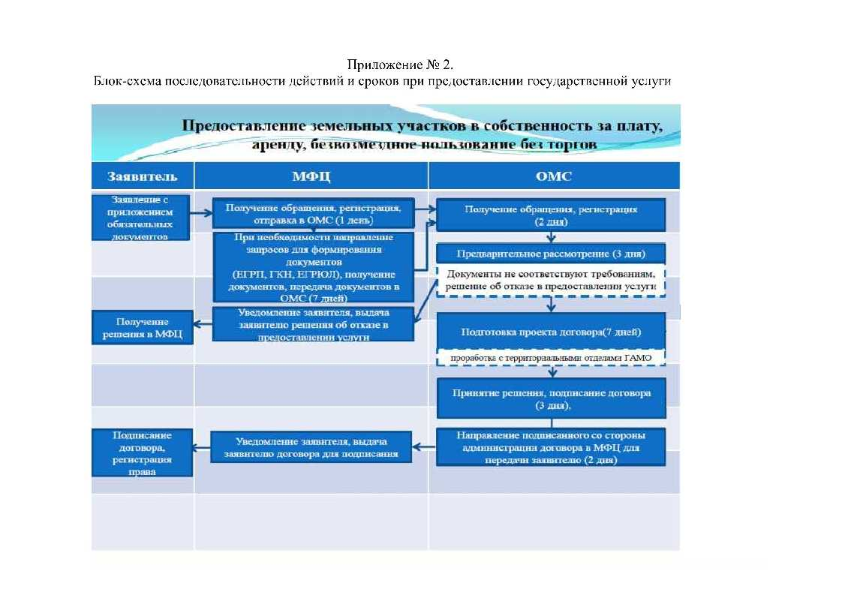 Приложение № 2.
Блок-схема последовательности действий и сроков при предоставлении государственной услуги
Предоставление земельных участков в собственность за плату,
аренду, безвозмездное пользование без торгов
Заявитель
МФЦ
ОМС
Заявление с
приложением
обязательных
документов
Получение обращения, регистрация,
отправка в ОМС (1 день)
Получение обращения, регистрация
(2 дня)
При необходимости направление
запросов для формирования
документов
(ЕГРП, ГКН, ЕГРЮЛ), получение
документов, передача документов в
ОМС (7 дней)
Предварительное рассмотрение (3 дня)
Документы не соответствуют требованиям,
решение об отказе в предоставлении услуги
Получение
решения в МФЦ
Уведомление заявителя, выдача
заявителю решения об отказе в
предоставлении услуги
Подготовка проекта договора(7 дней)
проработка с территориальными отделами ГАМО
Принятие решения, подписание договора
(3 дня),
Подписание
договора,
регистрация
права
Уведомление заявителя, выдача
заявителю договора для подписания
Направление подписанного со стороны
администрации договора в МФЦ для
передачи заявителю (2 дня)